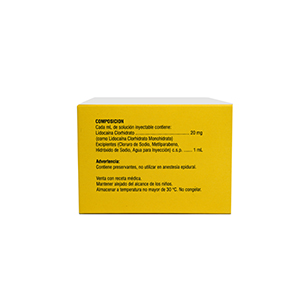 COMPOSICION
Cada mL de solución inyectable contiene:
Lidocaína Clorhidrato ........................ 20 mg
(como Lidocaína Clorhidrato Monohidrato)
Excipientes (Cloruro de Sodio, Metilparabeno,
Hidróxido de Sodio, Agua para Inyección) c.s.p. ...... 1 mL
Advertencia:
Contiene preservantes, no utilizar en anestesia epidural.
Venta con receta médica.
Mantener alejado del alcance de los niños.
Almacenar a temperatura no mayor de 30 °C. No congelar.